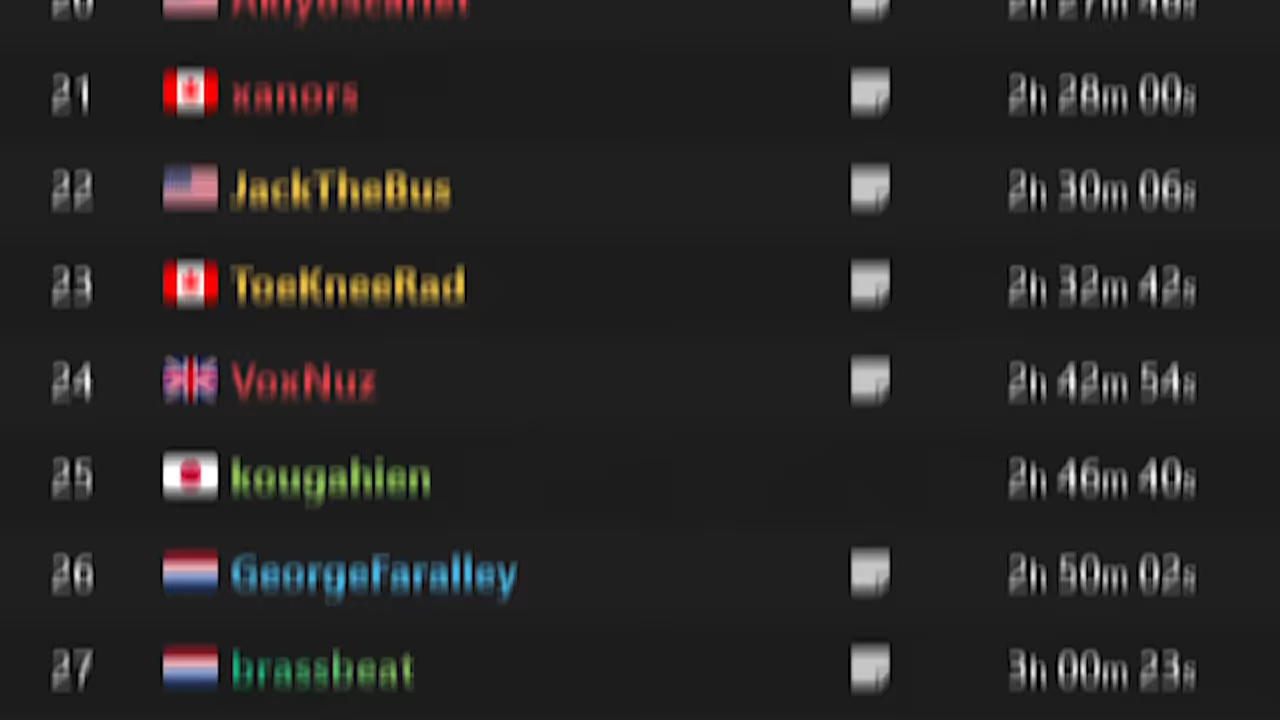 21 xanors 2h 28m 00s
22 JackTheBus 2h 30m 06s
23 ToeKneeRad 2h 32m 42s
24 VoxNuz 2h 42m 54s
25 kougahien 2h 46m 40s
26 GeorgeFaralley 2h 50m 02s
27 brassbeat 3h 00m 23s